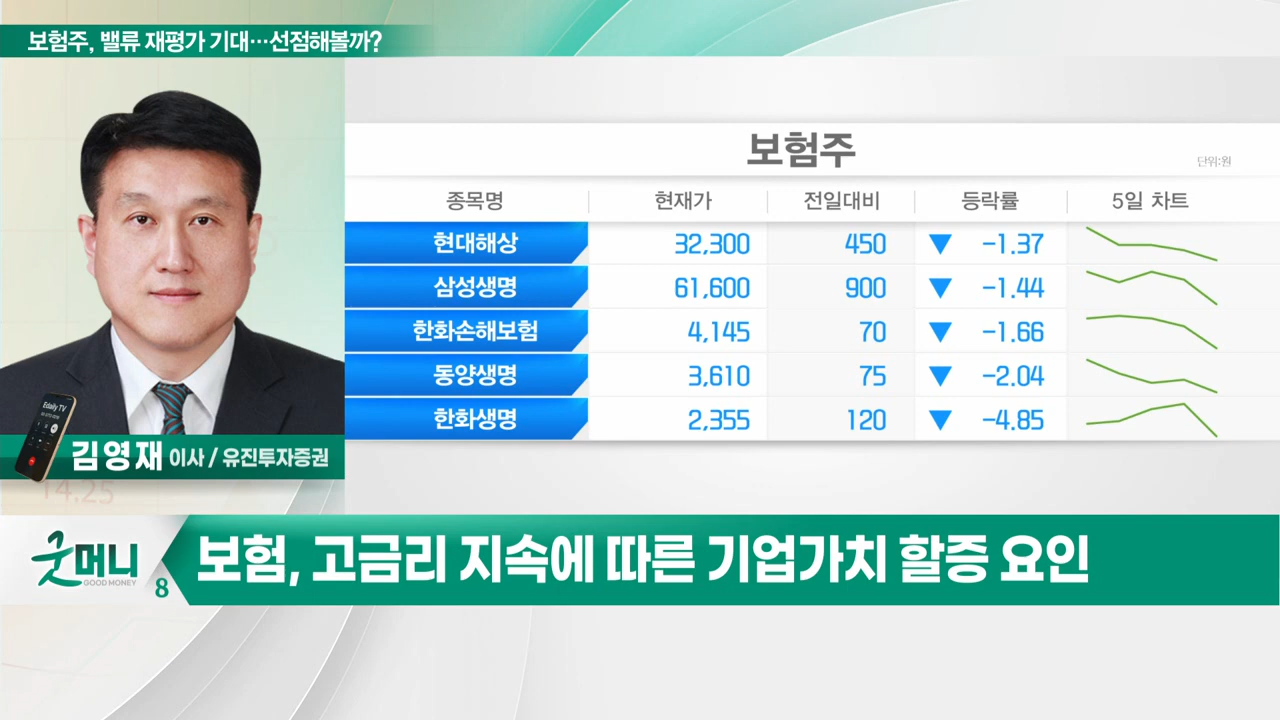 보험주, 밸류 재평가 기대…선점해볼까?
보험주
단위:원
종목명 현재가 전일대비 등락률 5일 차트
현대해상 32,300 450 ▼ -1.37
삼성생명 61,600 900 ▼ -1.44
한화손해보험 4,145 70 ▼ -1.66
동양생명 3,610 75 ▼ -2.04
한화생명 2,355 120 ▼ -4.85
Edaily TV
김영재 이사 / 유진투자증권
14.25
굿머니
GOOD MONEY
8
보험, 고금리 지속에 따른 기업가치 할증 요인